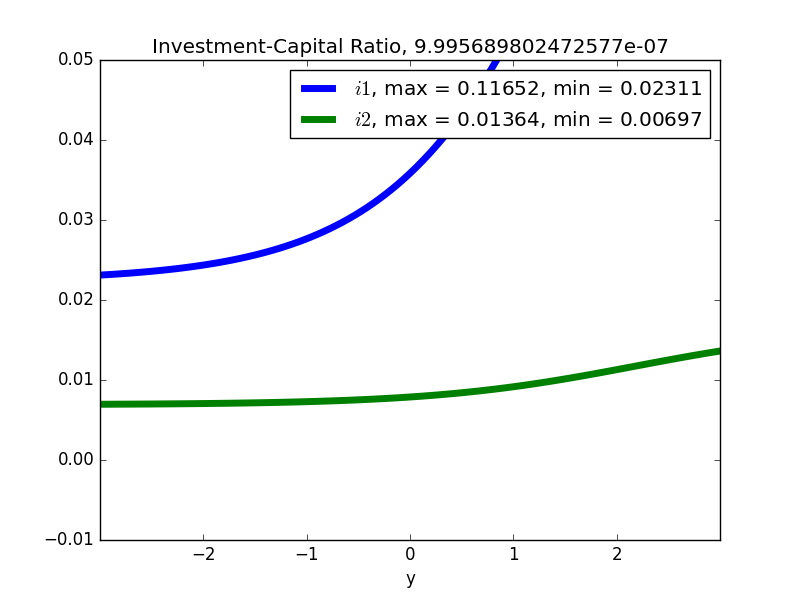 Investment-Capital Ratio, 9.995689802472577e-07
0.05
i1, max = 0.11652, min = 0.02311
i2, max = 0.01364, min = 0.00697
0.04
0.03
0.02
0.01
0.00
−0.01
−2 −1 0 1 2
y